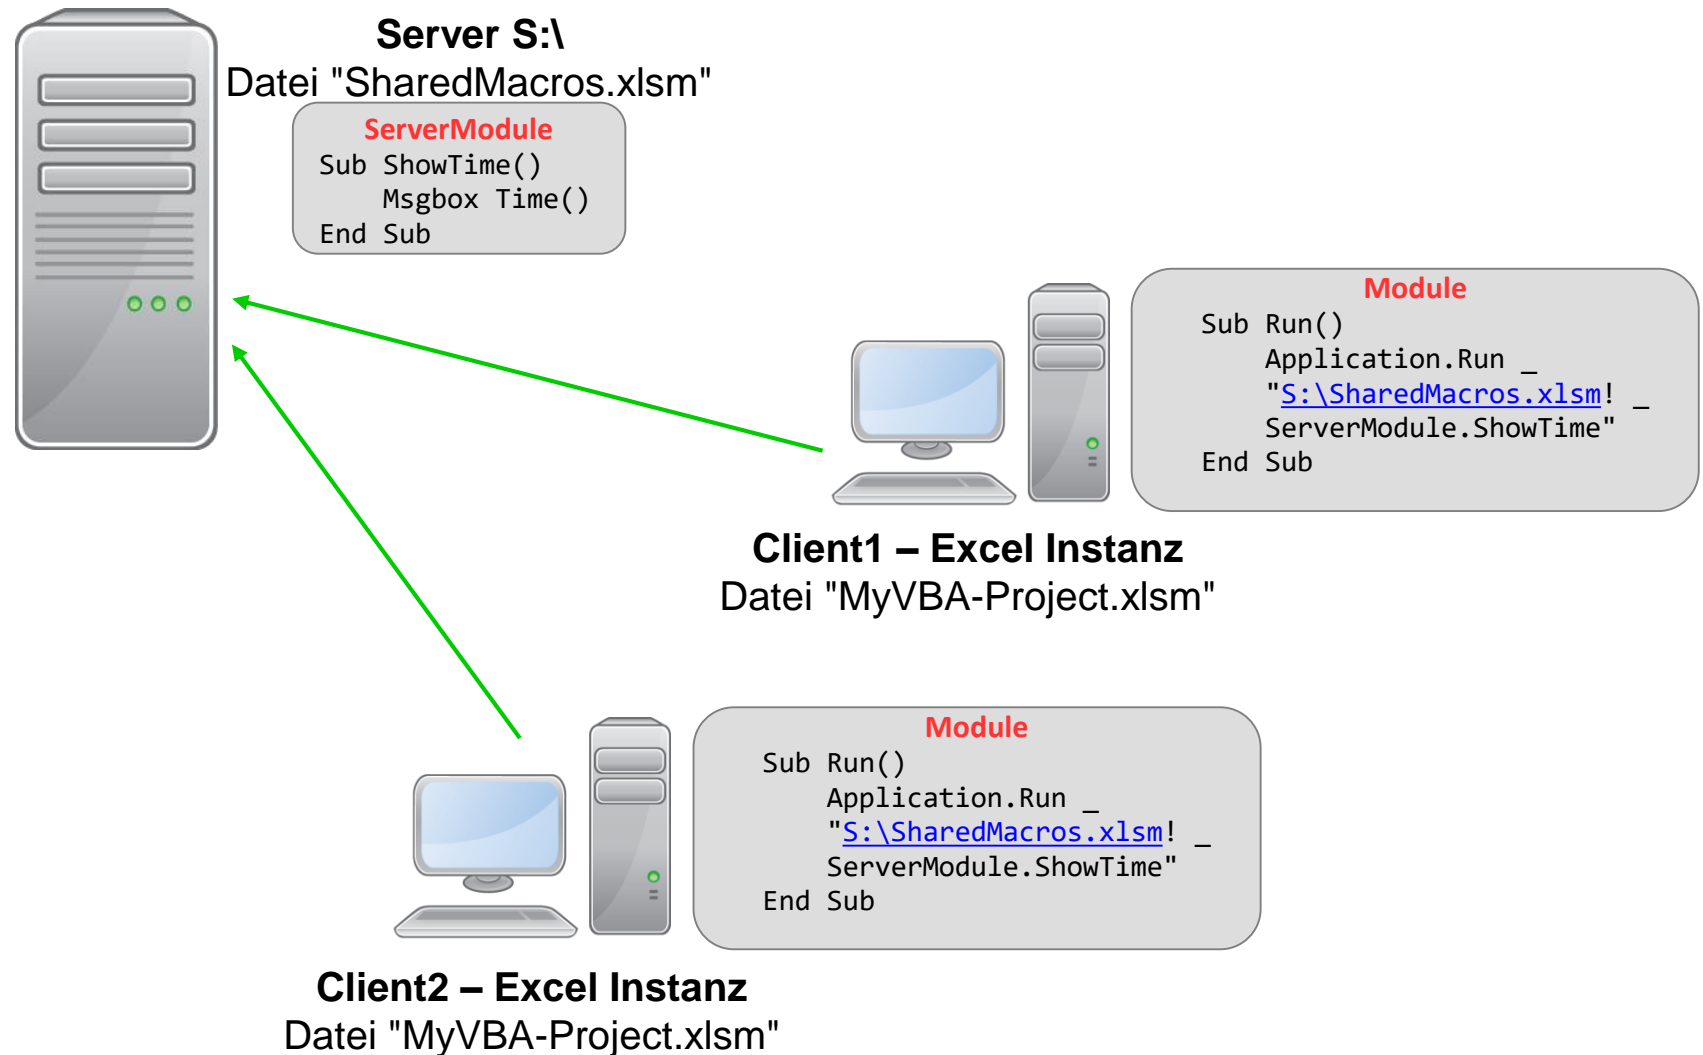 Server S:\
Datei "SharedMacros.xlsm"
ServerModule
Sub ShowTime()
    Msgbox Time()
End Sub
Module
Sub Run()
    Application.Run _
    "S:\SharedMacros.xlsm! _
    ServerModule.ShowTime"
End Sub
Client1 – Excel Instanz
Datei "MyVBA-Project.xlsm"
Module
Sub Run()
    Application.Run _
    "S:\SharedMacros.xlsm! _
    ServerModule.ShowTime"
End Sub
Client2 – Excel Instanz
Datei "MyVBA-Project.xlsm"